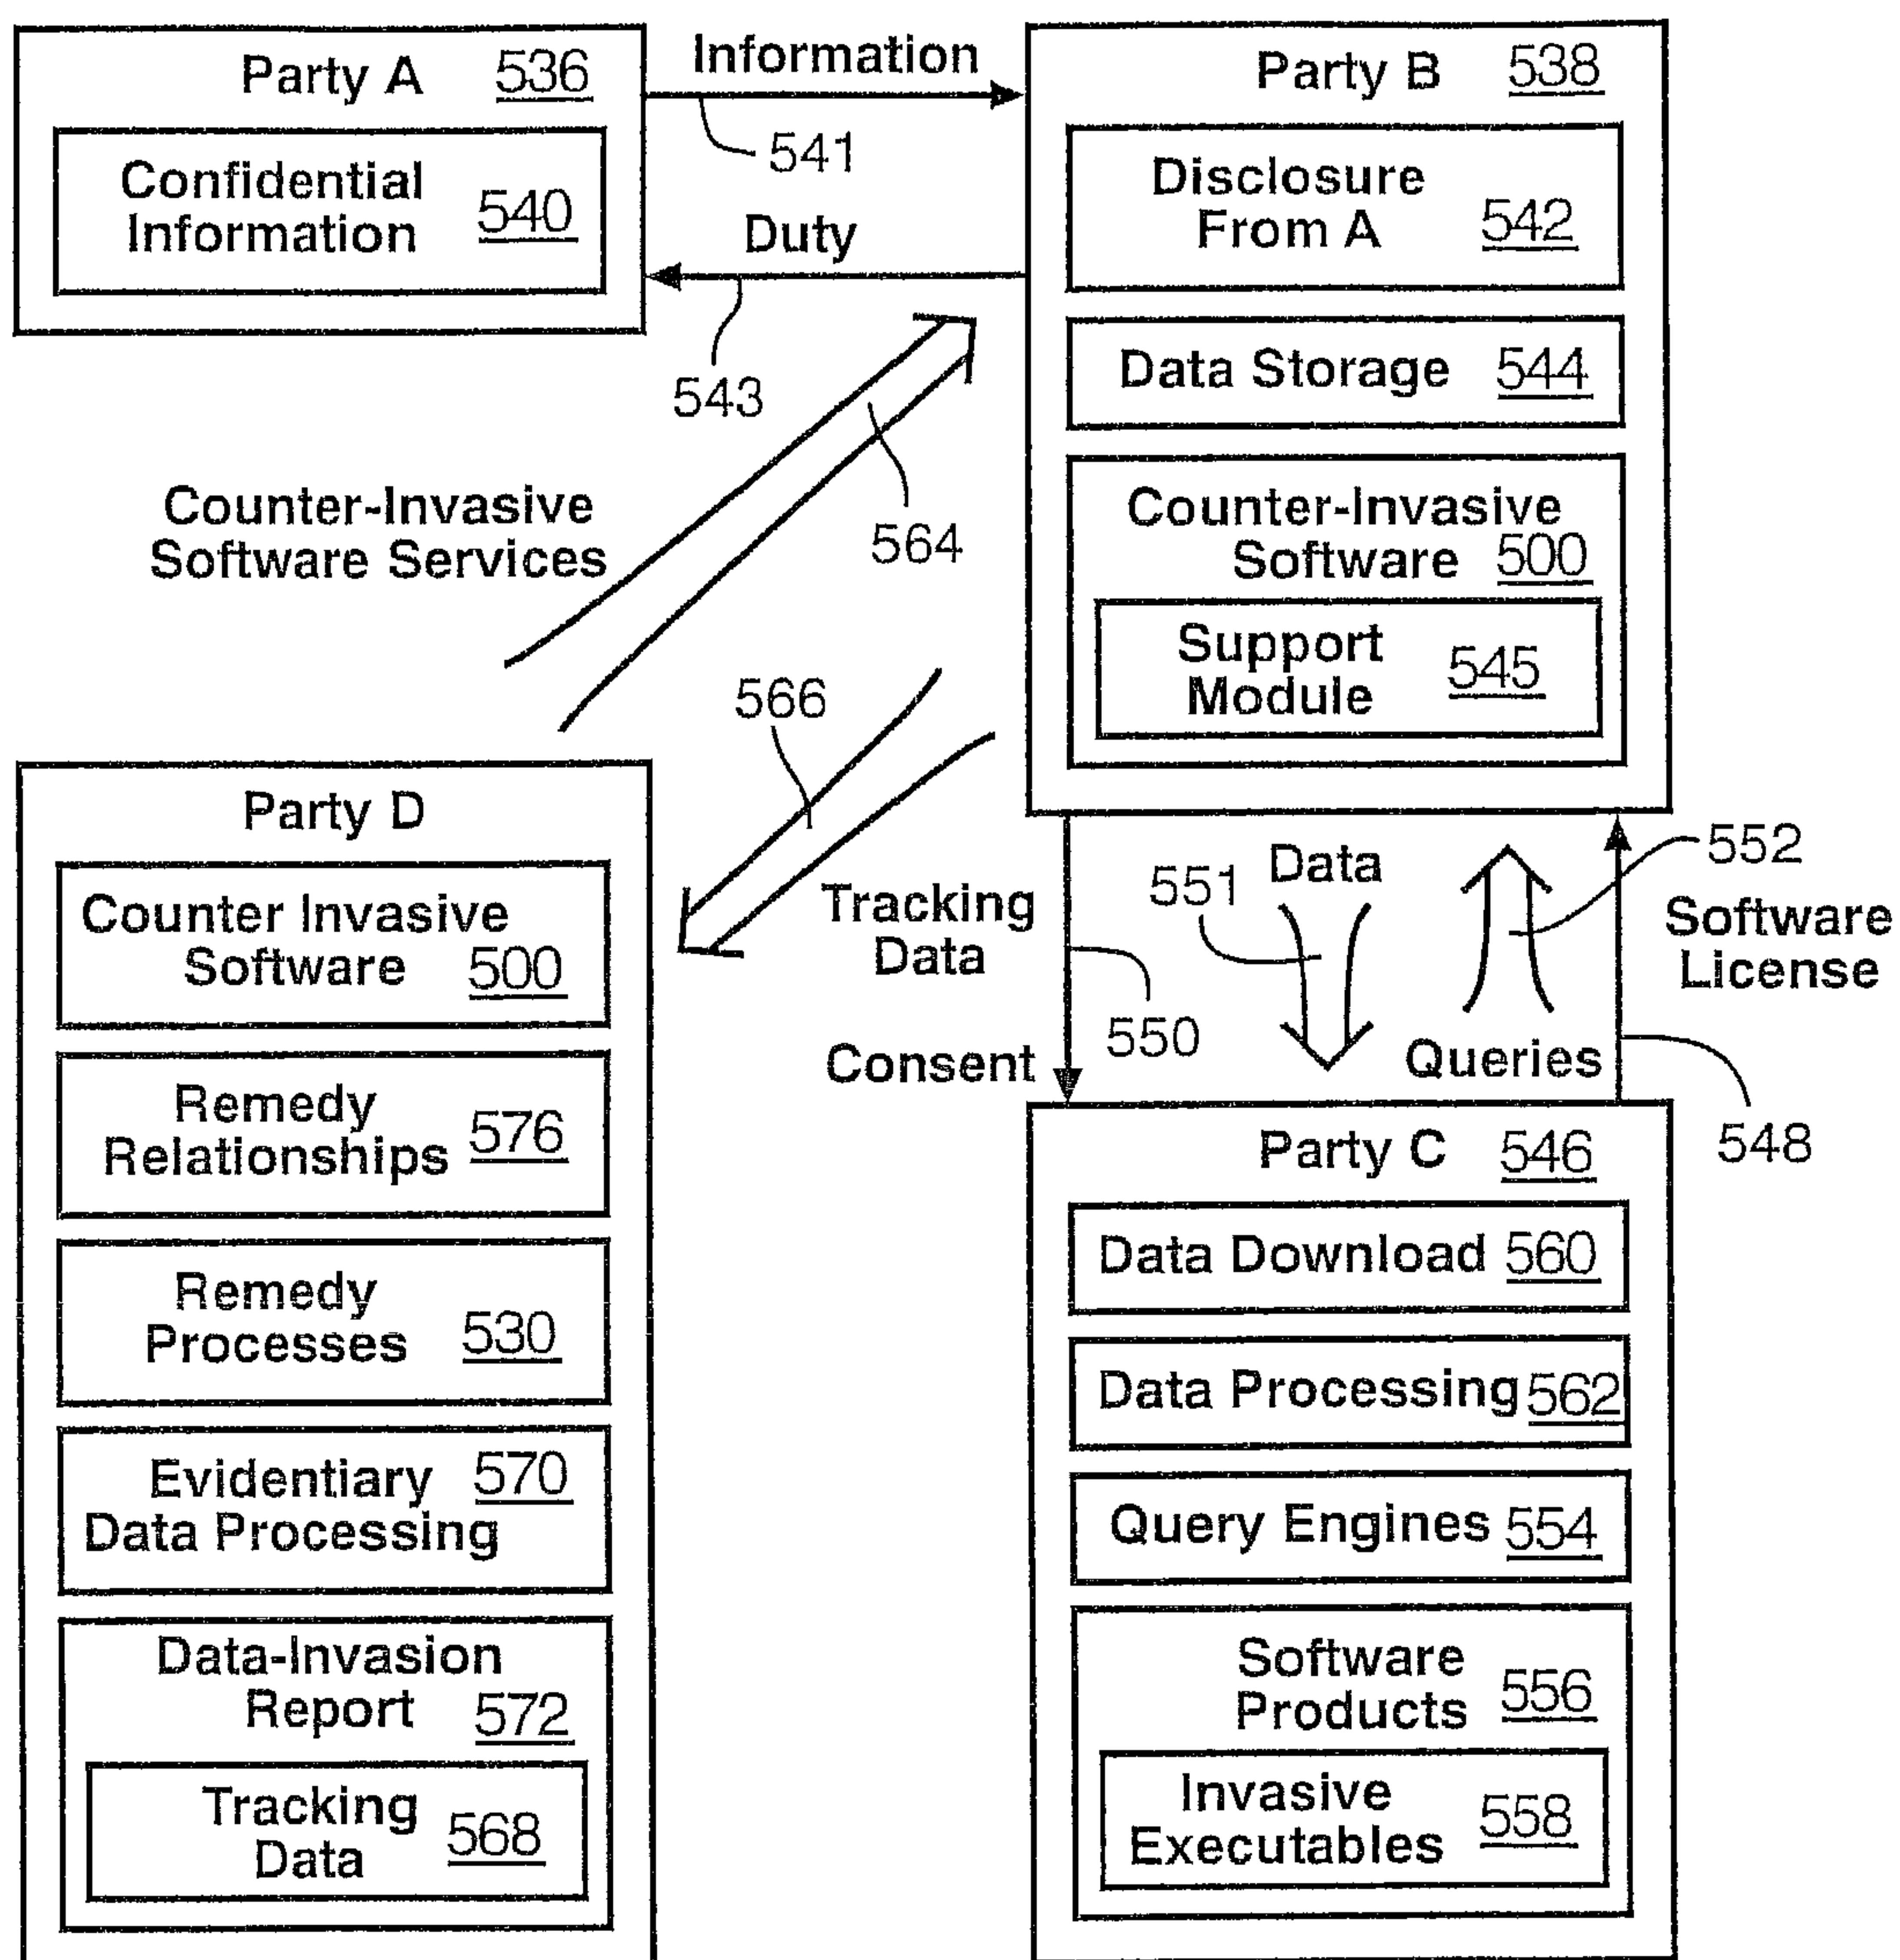 Party A 536
Confidential
Information 540
Information
541
Duty
543
Party B 538
Disclosure
From A 542
Data Storage 544
Counter-Invasive
Software 500
Support
Module 545
Counter-Invasive
Software Services
564
566
Tracking
Data
Consent
550
551
Data
552
Queries
Software
License
548
Party D
Counter Invasive
Software 500
Remedy
Relationships 576
Remedy
Processes 530
Evidentiary 570
Data Processing
Data-Invasion
Report 572
Tracking
Data 568
Party C 546
Data Download 560
Data Processing 562
Query Engines 554
Software
Products 556
Invasive
Executables 558